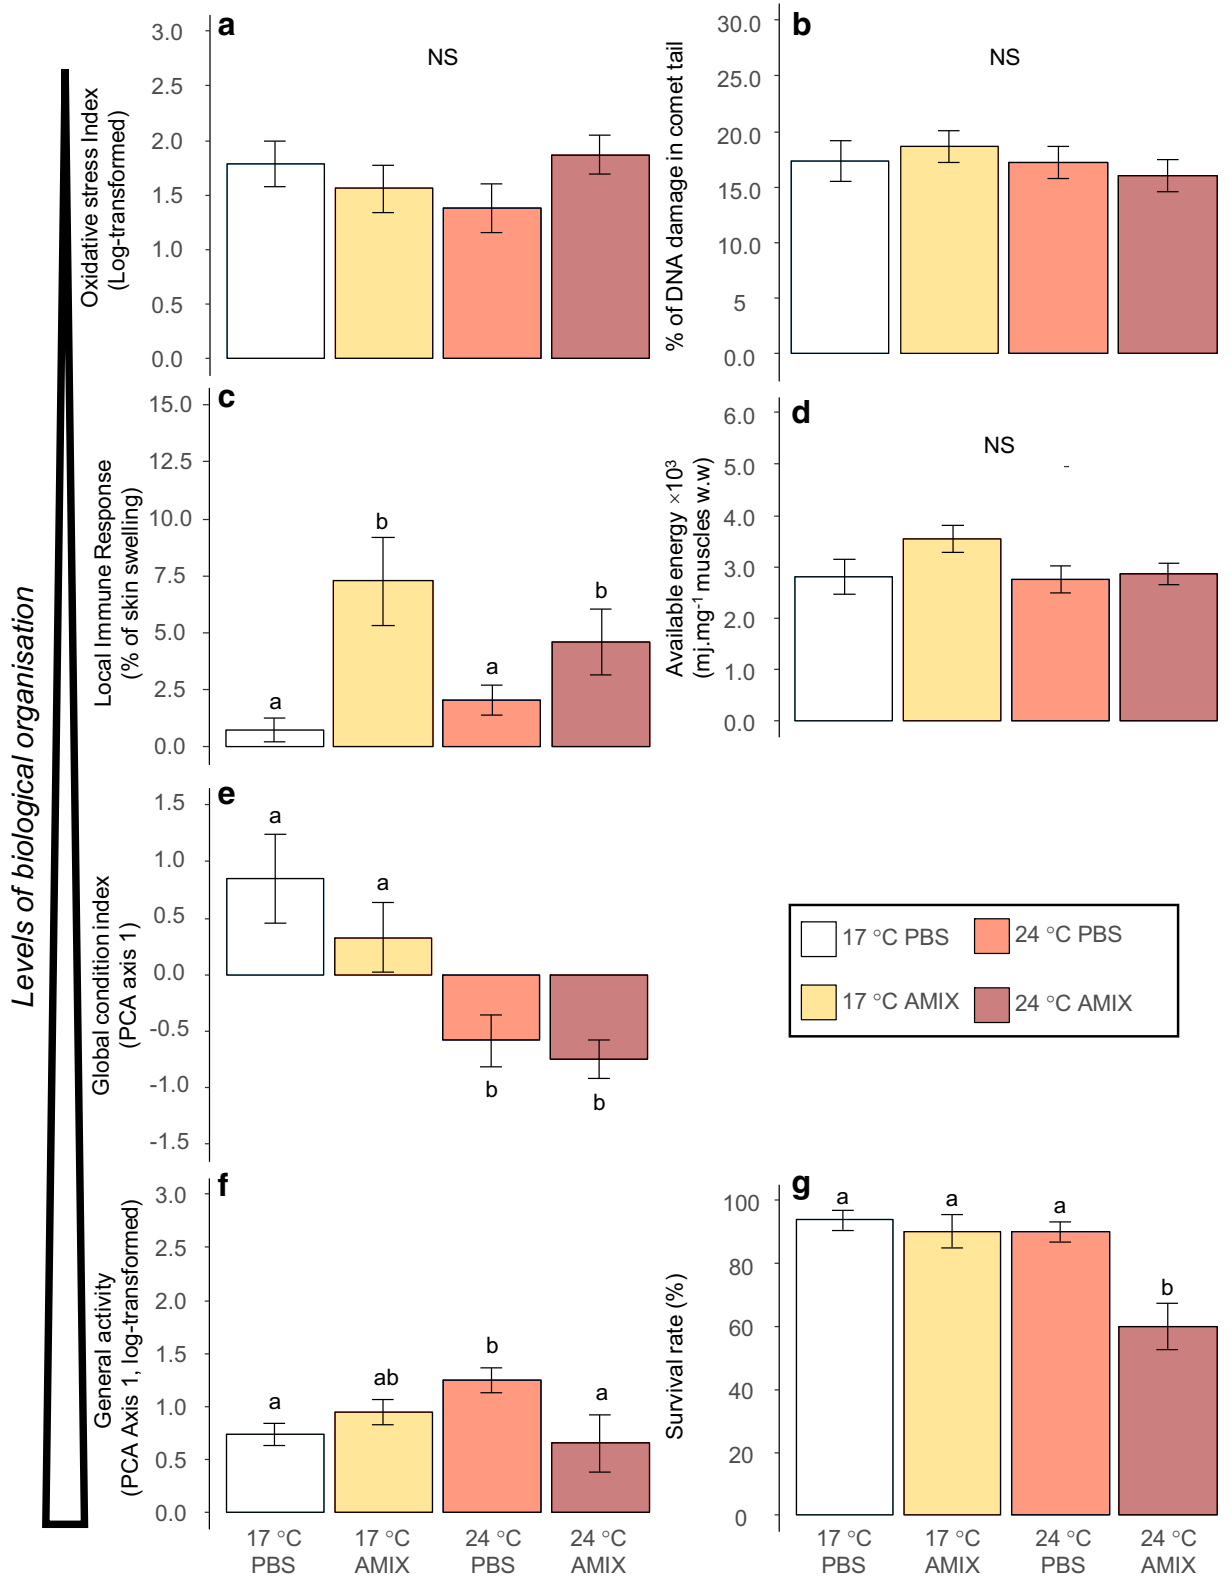 Levels of biological organisation
a
NS
Oxidative stress Index
(Log-transformed)
3.0
2.5
2.0
1.5
1.0
0.5
0.0
b
NS
% of DNA damage in comet tail
30.0
25.0
20.0
15.0
10.0
5
0.0
c
Local Immune Response
(% of skin swelling)
15.0
12.5
10.0
7.5
5.0
2.5
0.0
a
b
a
b
d
NS
Available energy ×10³
(mj.mg⁻¹ muscles w.w)
6.0
5.0
4.0
3.0
2.0
1.0
0.0
e
Global condition index
(PCA axis 1)
1.5
1.0
0.5
0.0
-0.5
-1.0
-1.5
a
a
b
b
17 °C PBS
24 °C PBS
17 °C AMIX
24 °C AMIX
f
General activity
(PCA Axis 1, log-transformed)
3.0
2.5
2.0
1.5
1.0
0.5
0.0
a
ab
b
a
17 °C
PBS
17 °C
AMIX
24 °C
PBS
24 °C
AMIX
g
Survival rate (%)
100
80
60
40
20
0
a
a
a
b
17 °C
PBS
17 °C
AMIX
24 °C
PBS
24 °C
AMIX